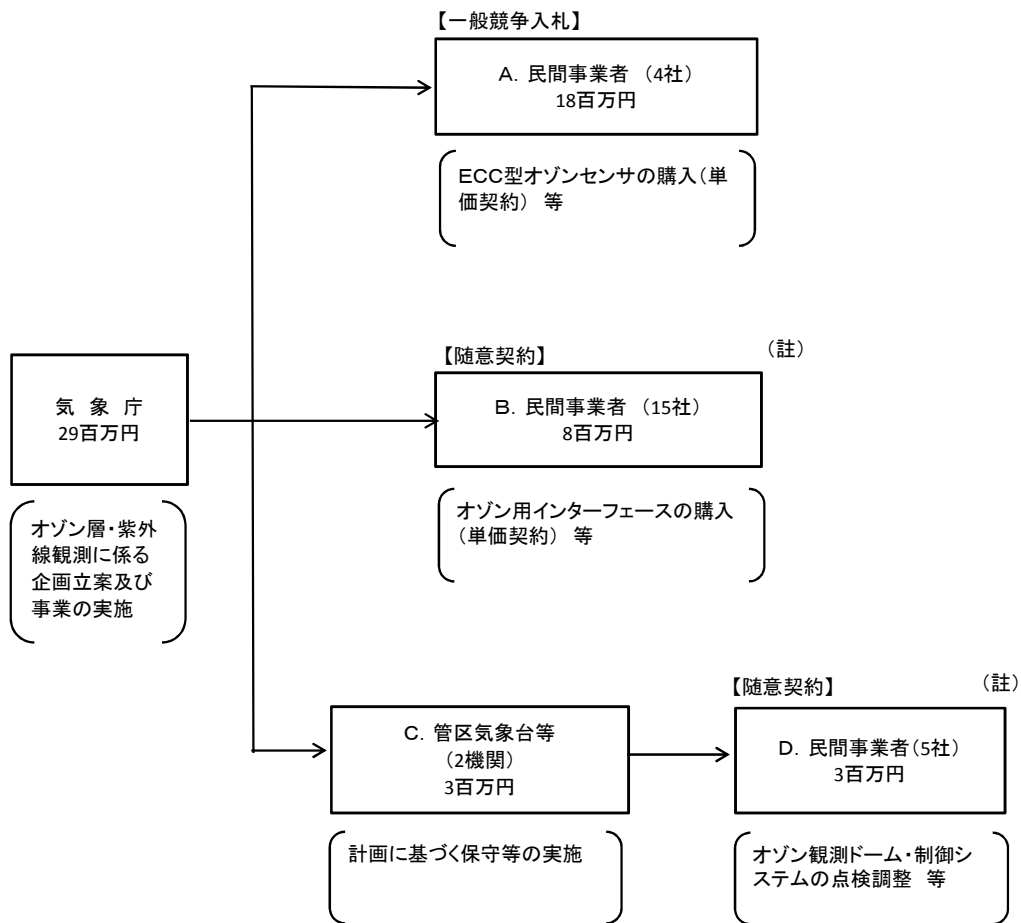 【一般競争入札】
A. 民間事業者 (4社)
18百万円
ECC型オゾンセンサの購入(単
価契約) 等
【随意契約】
(註)
気 象 庁
29百万円
B. 民間事業者 (15社)
8百万円
オゾン層・紫外
線観測に係る
企画立案及び
事業の実施
オゾン用インターフェースの購入
(単価契約) 等
【随意契約】
(註)
C. 管区気象台等
(2機関)
3百万円
D. 民間事業者(5社)
3百万円
計画に基づく保守等の実施
オゾン観測ドーム・制御シ
ステムの点検調整 等